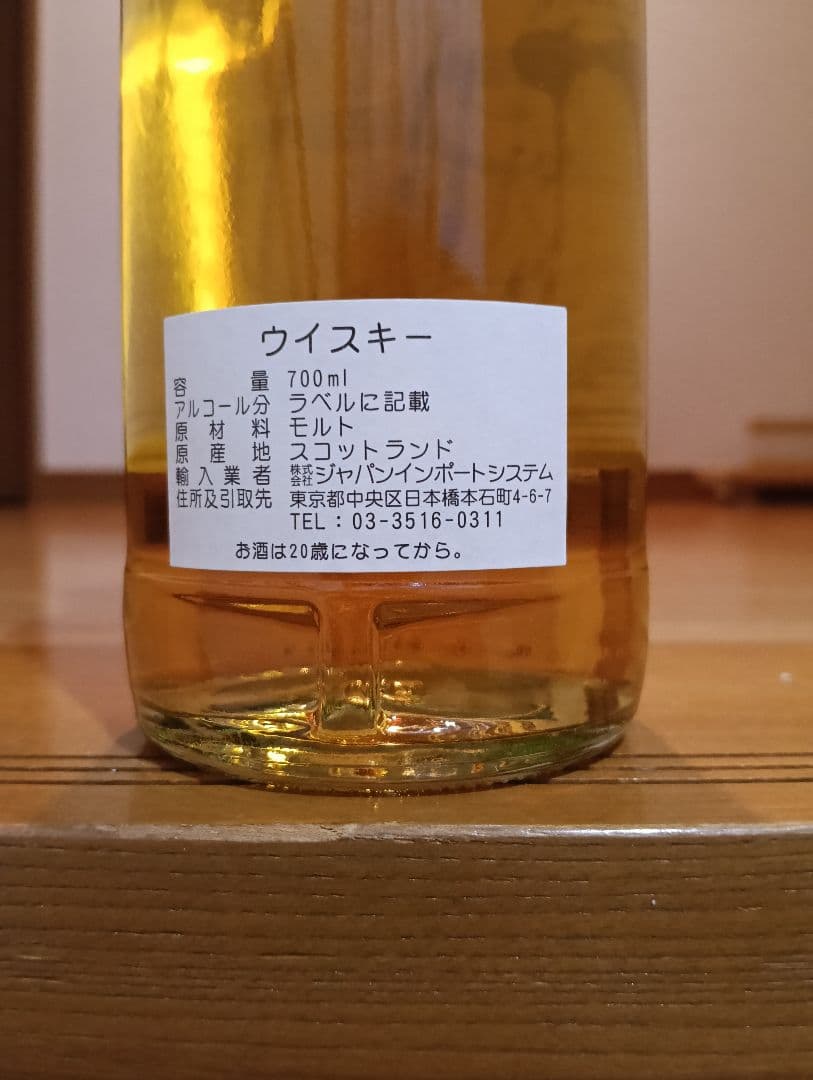 ウイスキー
容量 700ml
アルコール分 ラベルに記載
原材料 モルト
原産地 スコットランド
輸入業者 株式会社ジャパンインポートシステム
住所及引取先 東京都中央区日本橋本石町4-6-7
TEL：03-3516-0311
お酒は20歳になってから。